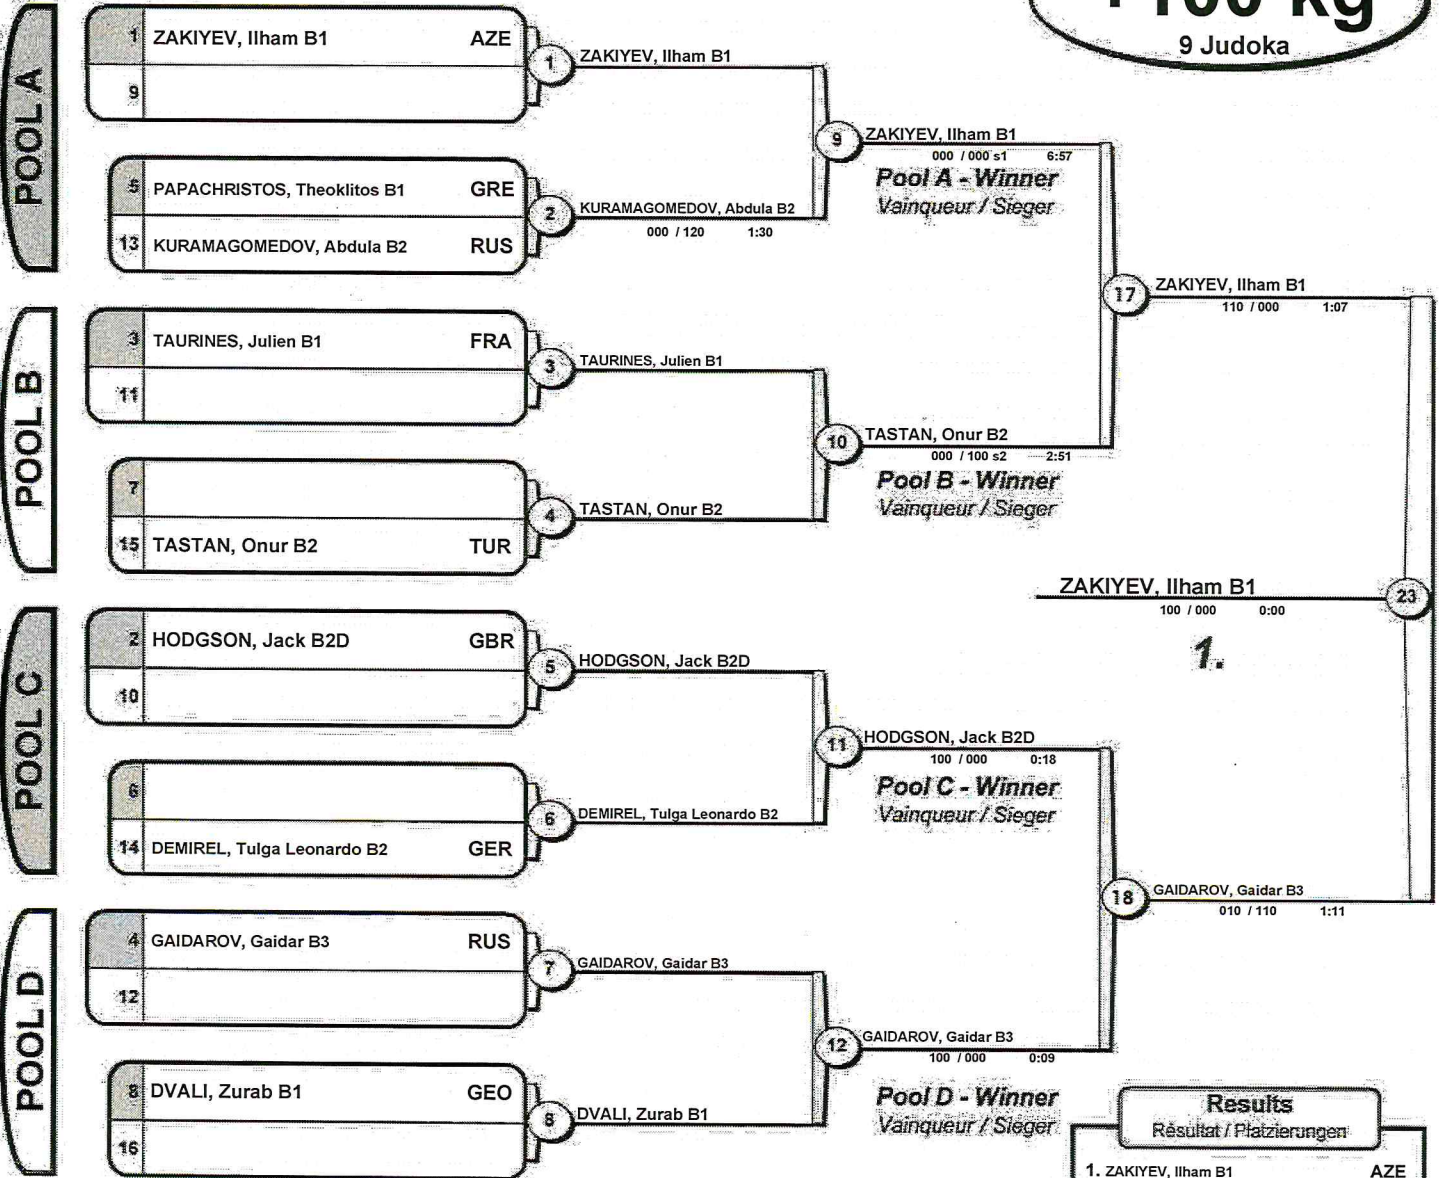 100 kg
9 Judoka
POOL A
1 ZAKIYEV, Ilham B1 AZE
9
5 PAPACHRISTOS, Theoklitos B1 GRE
13 KURAMAGOMEDOV, Abdula B2 RUS
1 ZAKIYEV, Ilham B1
2 KURAMAGOMEDOV, Abdula B2
000 / 120 1:30
9 ZAKIYEV, Ilham B1
000 / 000 s1 6:57
Pool A - Winner
Vainqueur / Sieger
POOL B
3 TAURINES, Julien B1 FRA
11
7
15 TASTAN, Onur B2 TUR
3 TAURINES, Julien B1
4 TASTAN, Onur B2
10 TASTAN, Onur B2
000 / 100 s2 2:51
Pool B - Winner
Vainqueur / Sieger
17 ZAKIYEV, Ilham B1
110 / 000 1:07
ZAKIYEV, Ilham B1 23
100 / 000 0:00
1.
POOL C
2 HODGSON, Jack B2D GBR
10
6
14 DEMIREL, Tulga Leonardo B2 GER
5 HODGSON, Jack B2D
6 DEMIREL, Tulga Leonardo B2
11 HODGSON, Jack B2D
100 / 000 0:18
Pool C - Winner
Vainqueur / Sieger
18 GAIDAROV, Gaidar B3
010 / 110 1:11
POOL D
4 GAIDAROV, Gaidar B3 RUS
12
8 DVALI, Zurab B1 GEO
16
7 GAIDAROV, Gaidar B3
8 DVALI, Zurab B1
12 GAIDAROV, Gaidar B3
100 / 000 0:09
Pool D - Winner
Vainqueur / Sieger
Results
Résultat / Platzierungen
1. ZAKIYEV, Ilham B1 AZE